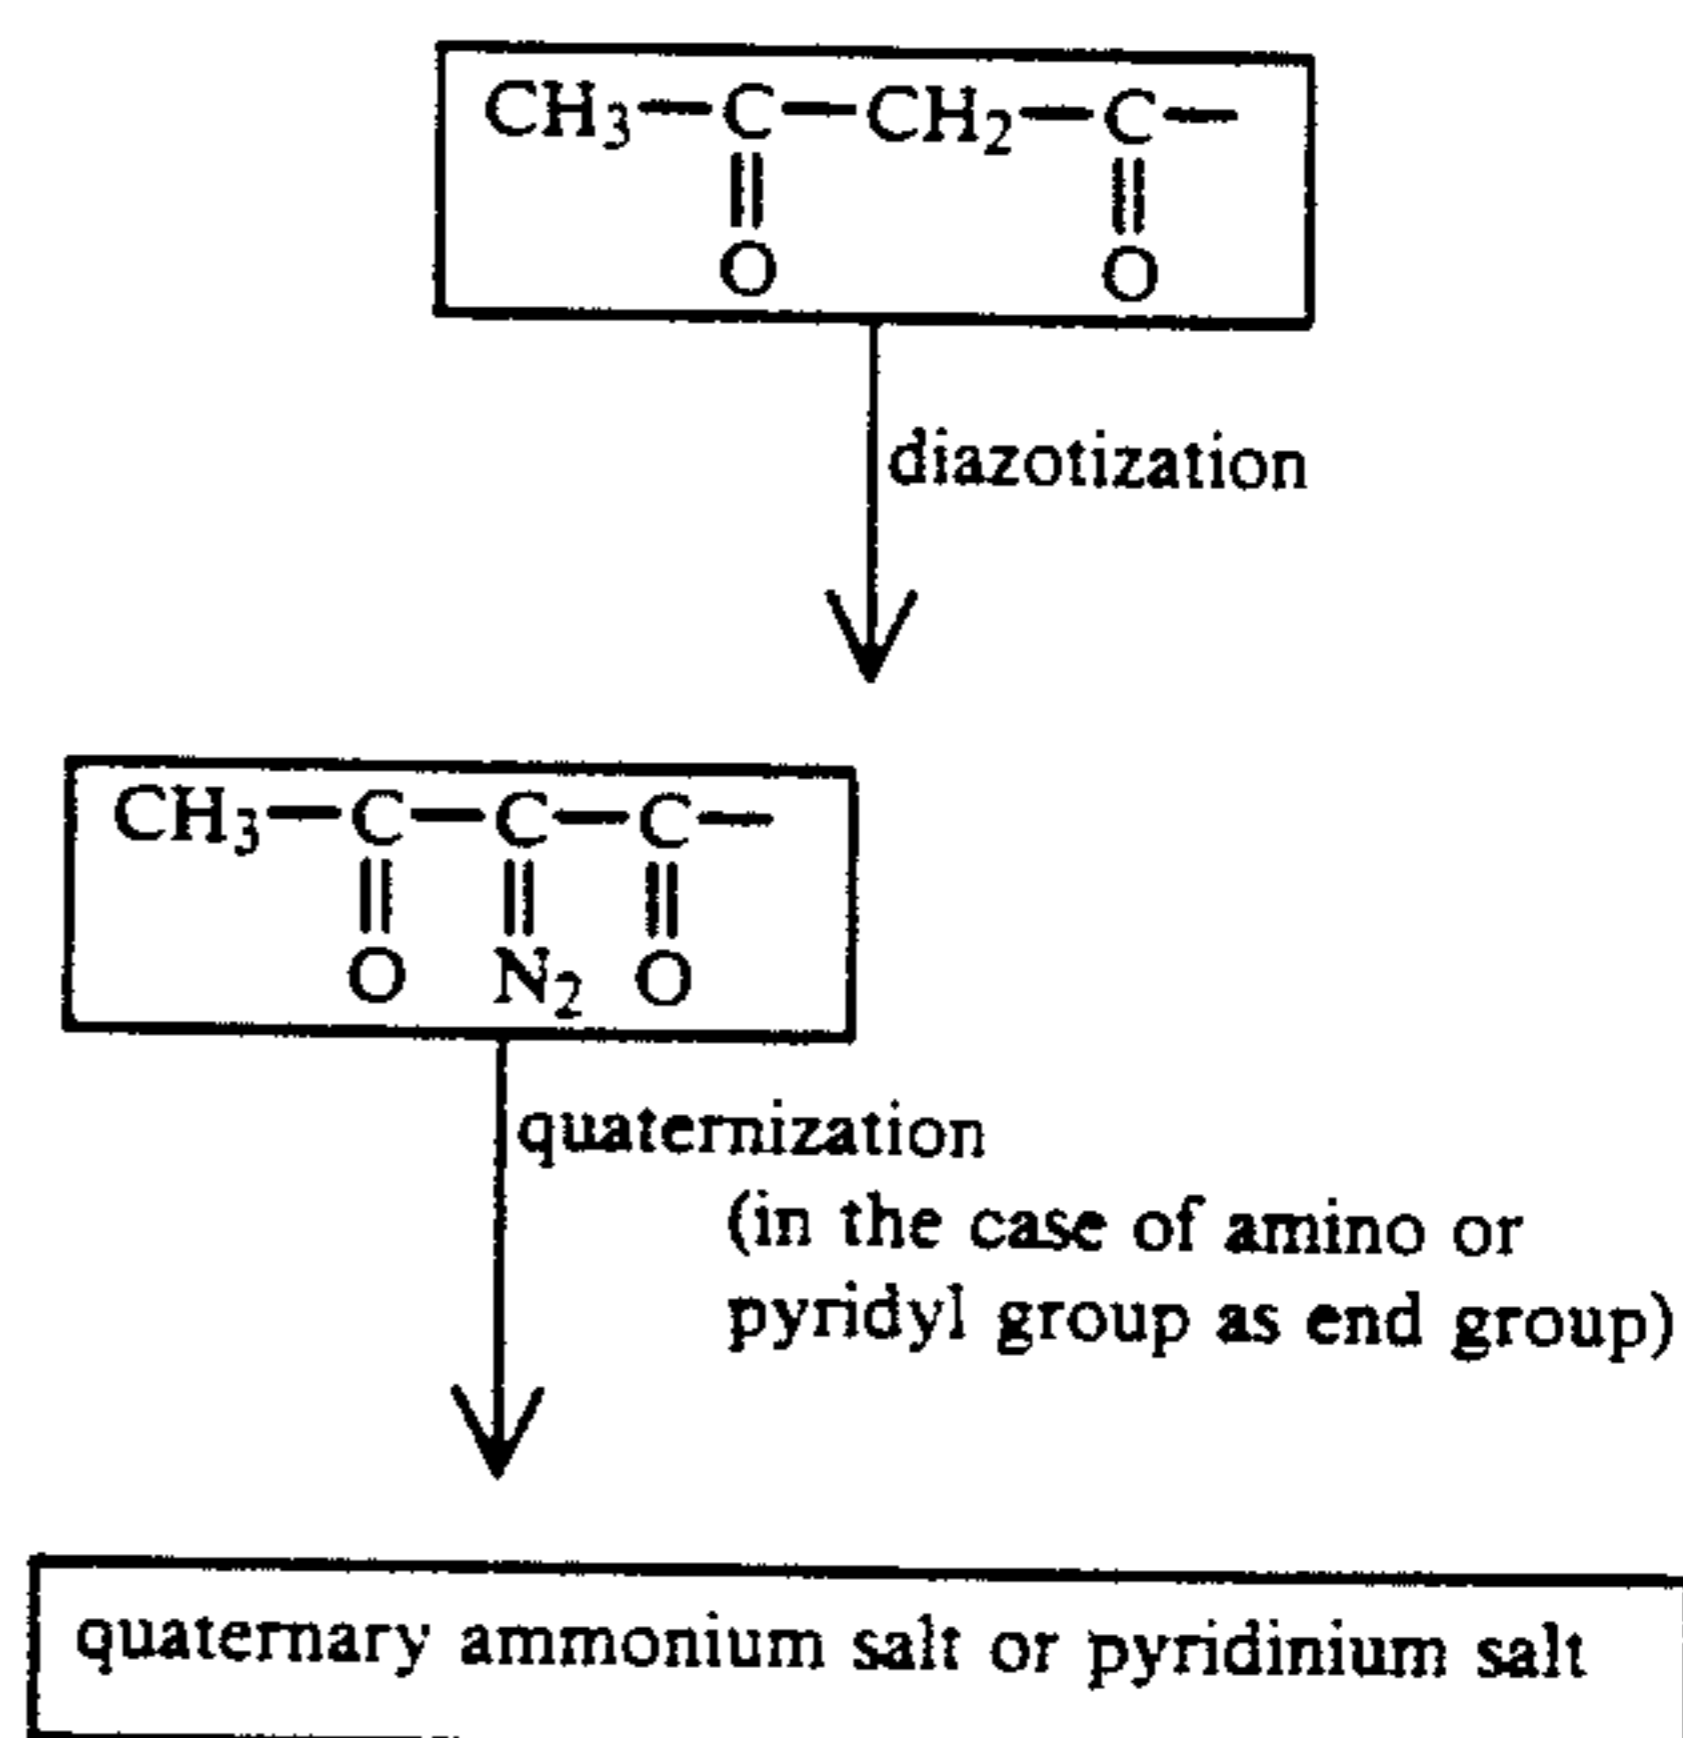 CH3—C—CH2—C—
O O
diazotization
CH3—C—C—C—
O N2 O
quaternization
(in the case of amino or
pyridyl group as end group)
quaternary ammonium salt or pyridinium salt